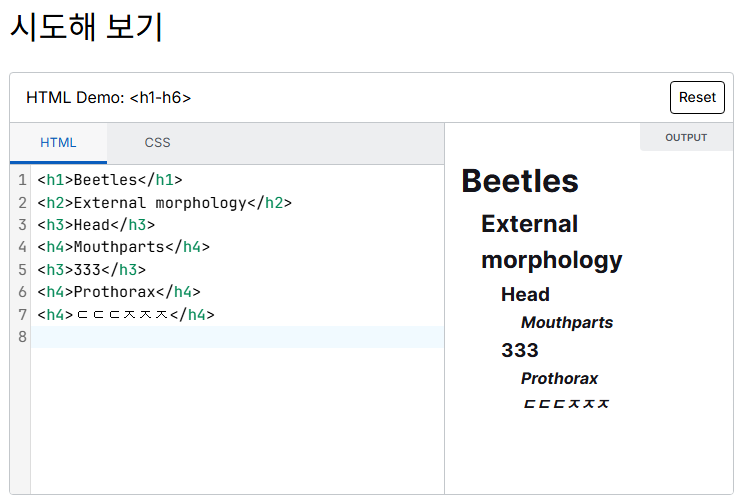 시도해 보기
HTML Demo: <h1-h6>
Reset
HTML
CSS
1 <h1>Beetles</h1>
2 <h2>External morphology</h2>
3 <h3>Head</h3>
4 <h4>Mouthparts</h4>
5 <h3>333</h3>
6 <h4>Prothorax</h4>
7 <h4>ㄷㄷㄷㅈㅈㅈ</h4>
8
OUTPUT
Beetles
External
morphology
Head
Mouthparts
333
Prothorax
ㄷㄷㄷㅈㅈㅈ